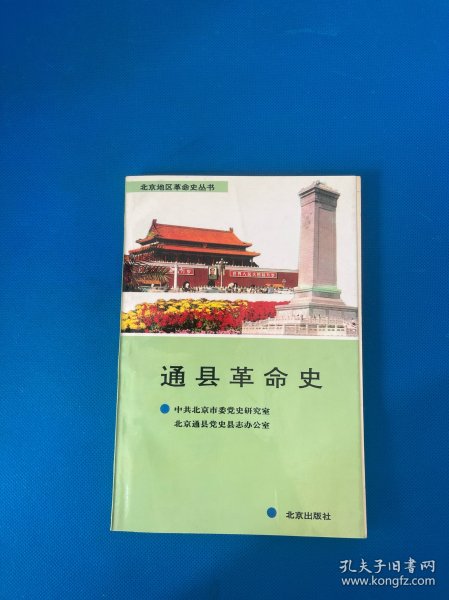 北京地区革命史丛书
通县革命史
中共北京市委党史研究室
北京通县党史县志办公室
北京出版社
孔夫子旧书网
www.kongfz.com